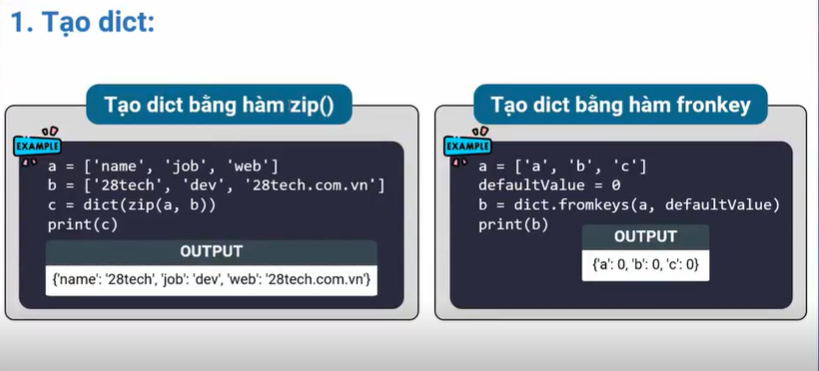 1. Tạo dict:
Tạo dict bằng hàm zip()
EXAMPLE
a = ['name', 'job', 'web']
b = ['28tech', 'dev', '28tech.com.vn']
c = dict(zip(a, b))
print(c)
OUTPUT
{'name': '28tech', 'job': 'dev', 'web': '28tech.com.vn'}
Tạo dict bằng hàm fronkey
EXAMPLE
a = ['a', 'b', 'c']
defaultValue = 0
b = dict.fromkeys(a, defaultValue)
print(b)
OUTPUT
{'a': 0, 'b': 0, 'c': 0}